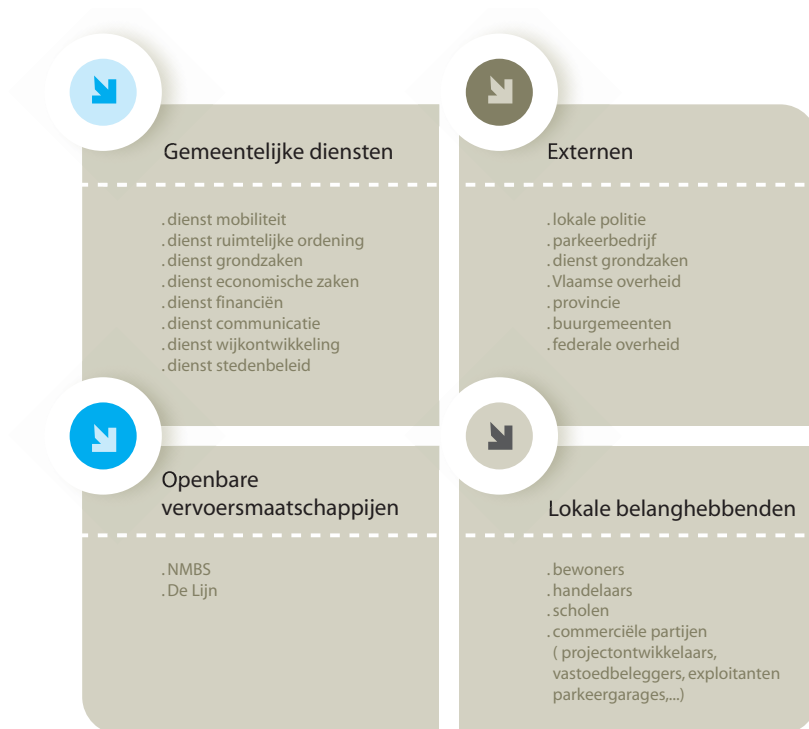 Gemeentelijke diensten
.dienst mobiliteit
.dienst ruimtelijke ordening
.dienst grondzaken
.dienst economische zaken
.dienst financiën
.dienst communicatie
.dienst wijkontwikkeling
.dienst stedenbeleid
Externen
.lokale politie
.parkeerbedrijf
.dienst grondzaken
.Vlaamse overheid
.provincie
.buurgemeenten
.federale overheid
Openbare
vervoersmaatschappijen
.NMBS
.De Lijn
Lokale belanghebbenden
.bewoners
.handelaars
.scholen
.commerciële partijen
( projectontwikkelaars,
vastoedbeleggers, exploitanten
parkeergarages,...)